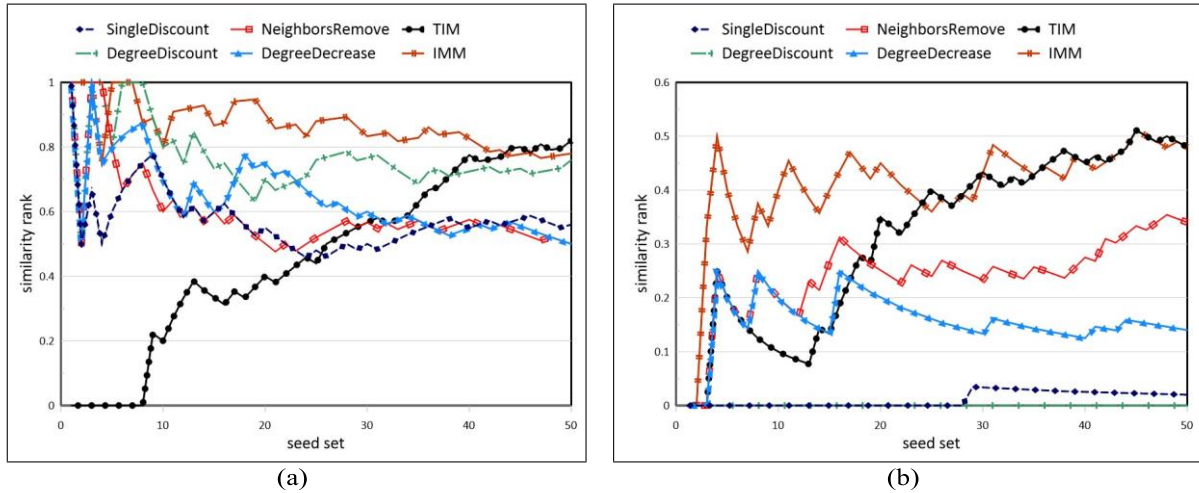 SingleDiscount NeighborsRemove TIM
DegreeDiscount DegreeDecrease IMM
1
0.8
0.6
0.4
0.2
0
similarity rank
0 10 20 30 40 50
seed set
(a)
SingleDiscount NeighborsRemove TIM
DegreeDiscount DegreeDecrease IMM
0.6
0.5
0.4
0.3
0.2
0.1
0
similarity rank
0 10 20 30 40 50
seed set
(b)